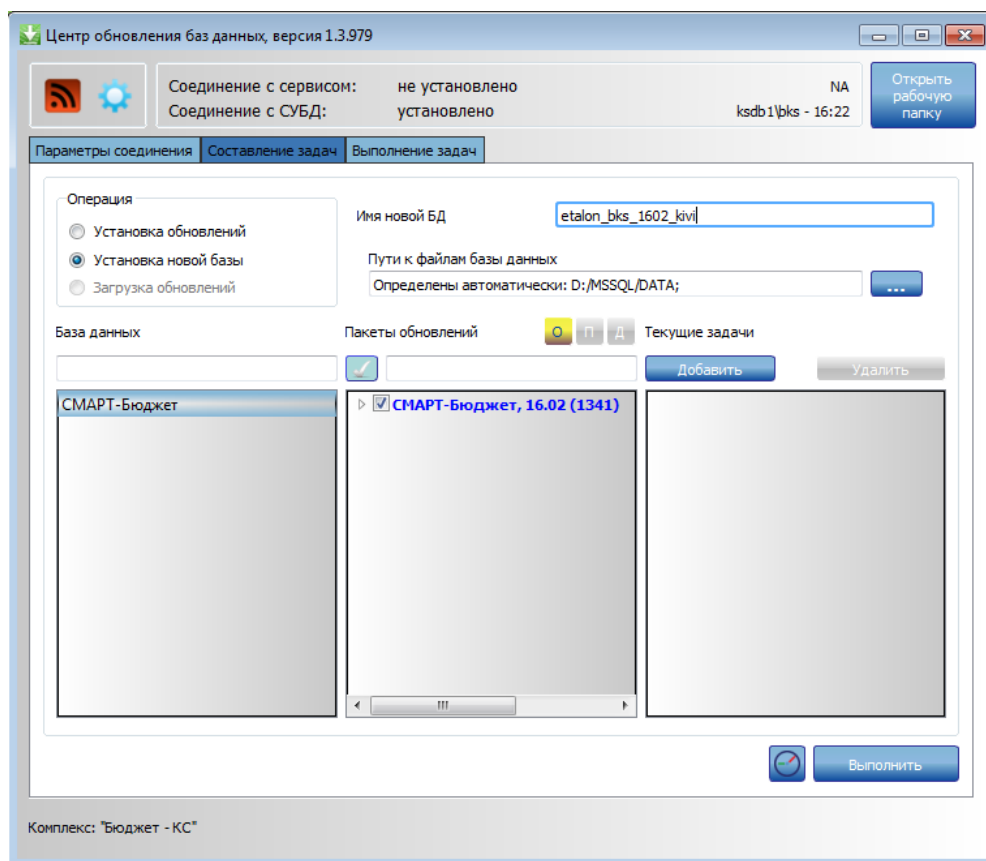 Центр обновления баз данных, версия 1.3.979
Соединение с сервисом: не установлено NA
Соединение с СУБД: установлено ksdb1\bks - 16:22
Открыть
рабочую
папку
Параметры соединения Составление задач Выполнение задач
Операция
Установка обновлений
Установка новой базы
Загрузка обновлений
Имя новой БД etalon_bks_1602_kivi
Пути к файлам базы данных
Определены автоматически: D:/MSSQL/DATA; ...
База данных Пакеты обновлений О П Д Текущие задачи
Добавить Удалить
СМАРТ-Бюджет СМАРТ-Бюджет, 16.02 (1341)
Выполнить
Комплекс: "Бюджет - КС"